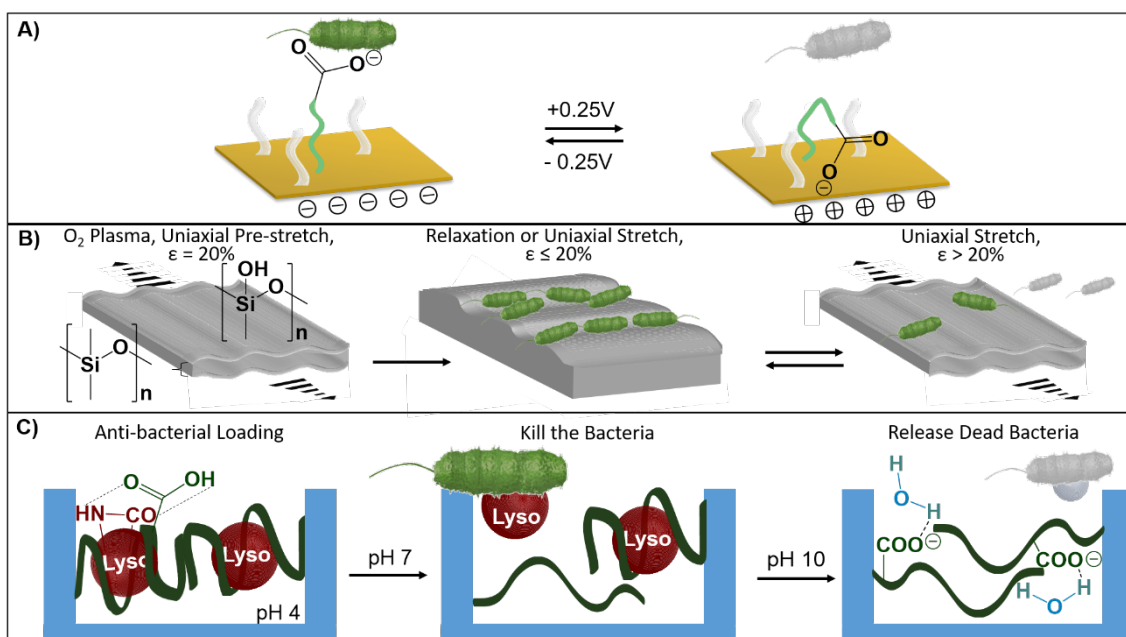 A)
O
O
⊖
+0.25V
- 0.25V
O
O
⊖
⊖ ⊖ ⊖ ⊖ ⊖
⊕ ⊕ ⊕ ⊕ ⊕
B)
O₂ Plasma, Uniaxial Pre-stretch,
ε = 20%
Relaxation or Uniaxial Stretch,
ε ≤ 20%
Uniaxial Stretch,
ε > 20%
OH
Si O
n
Si O
n
C)
Anti-bacterial Loading
Kill the Bacteria
Release Dead Bacteria
O OH
HN CO
Lyso
Lyso
pH 4
pH 7
Lyso
Lyso
pH 10
H
O
H
COO ⊖
COO ⊖
H H
O